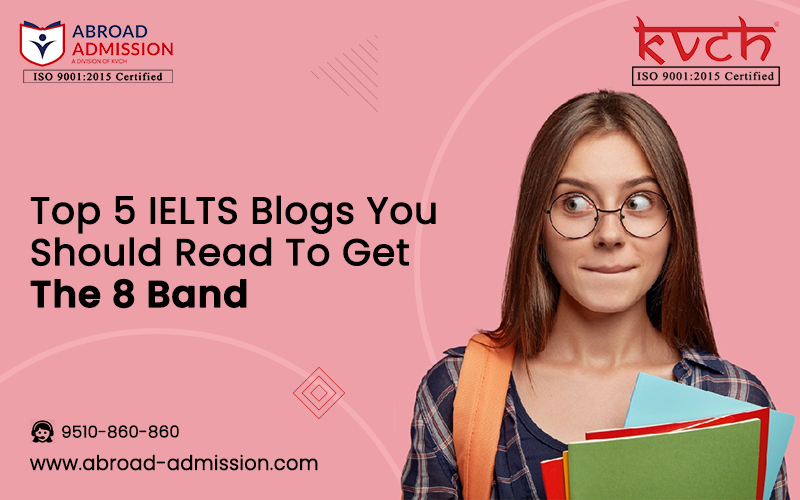 ABROAD
ADMISSION
A DIVISION OF KVCH
ISO 9001:2015 Certified
kvch
ISO 9001:2015 Certified
Top 5 IELTS Blogs You
Should Read To Get
The 8 Band
9510-860-860
www.abroad-admission.com